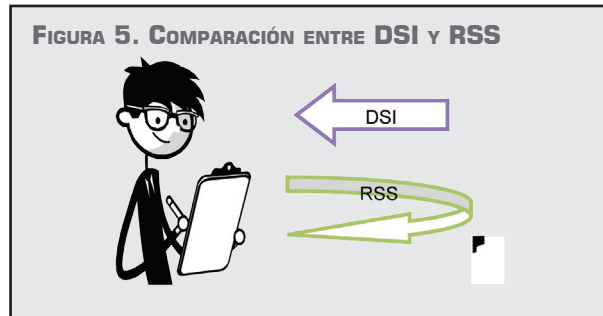 FIGURA 5. COMPARACIÓN ENTRE DSI Y RSS
DSI
RSS